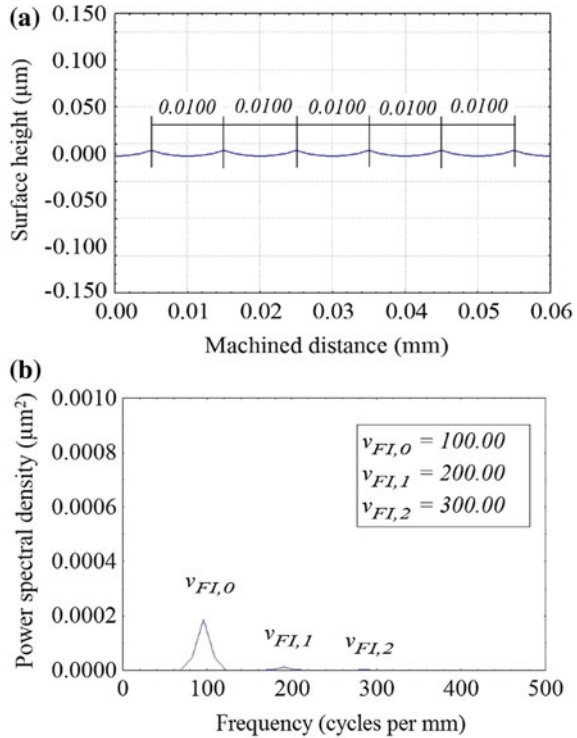 (a)
0.150
0.100
0.050
0.000
-0.050
-0.100
-0.150
Surface height (μm)
0.0100 0.0100 0.0100 0.0100 0.0100
0.00 0.01 0.02 0.03 0.04 0.05 0.06
Machined distance (mm)
(b)
0.0010
0.0008
0.0006
0.0004
0.0002
0.0000
Power spectral density (μm²)
v_FI,0 = 100.00
v_FI,1 = 200.00
v_FI,2 = 300.00
v_FI,0
v_FI,1
v_FI,2
0 100 200 300 400 500
Frequency (cycles per mm)